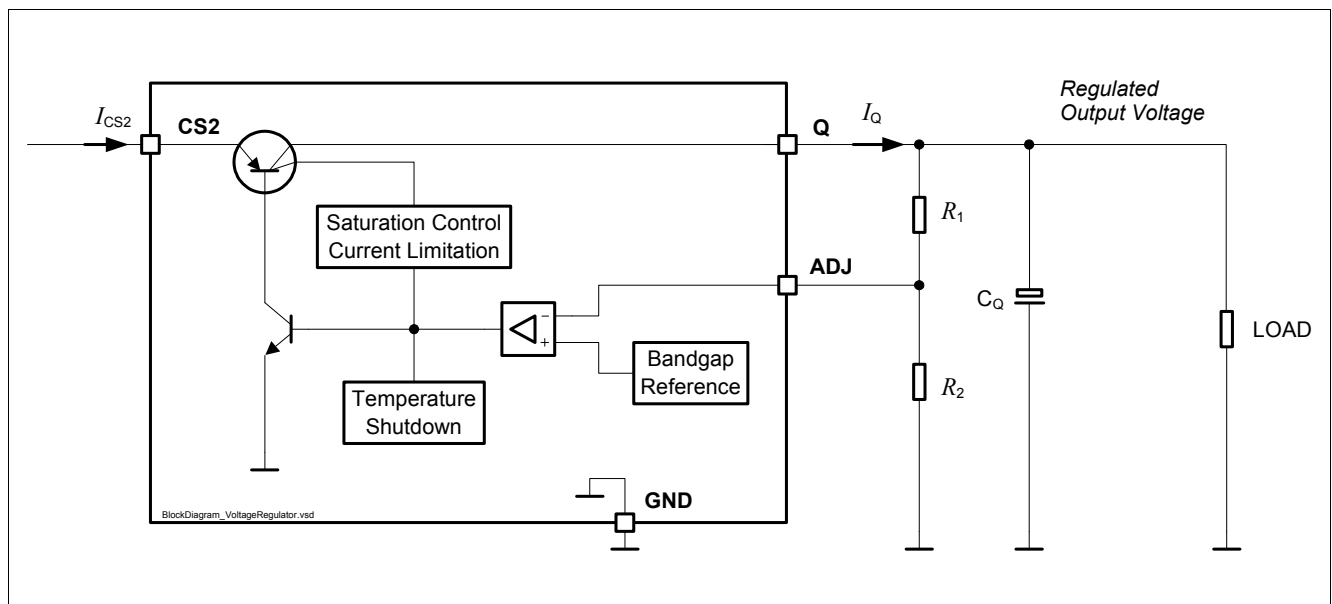 Regulated
Output Voltage
I_CS2
CS2
Q
I_Q
Saturation Control
Current Limitation
R_1
ADJ
C_Q
LOAD
Bandgap
Reference
− +
R_2
Temperature
Shutdown
GND
BlockDiagram_VoltageRegulator.vsd